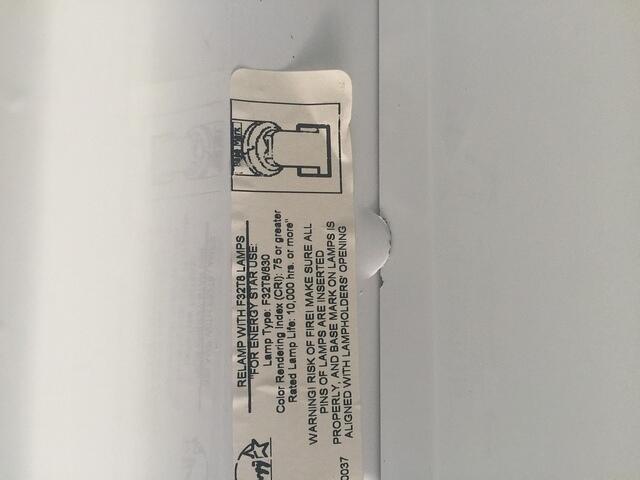 RELAMP WITH F32T8 LAMPS
"FOR ENERGY STAR USE:
Lamp Type: F32T8/830
Color Rendering Index (CRI): 75 or greater
Rated Lamp Life: 10,000 hrs. or more"
WARNING! RISK OF FIRE! MAKE SURE ALL
PINS OF LAMPS ARE INSERTED
PROPERLY, AND BASE MARK ON LAMPS IS
ALIGNED WITH LAMPHOLDERS' OPENING
0037